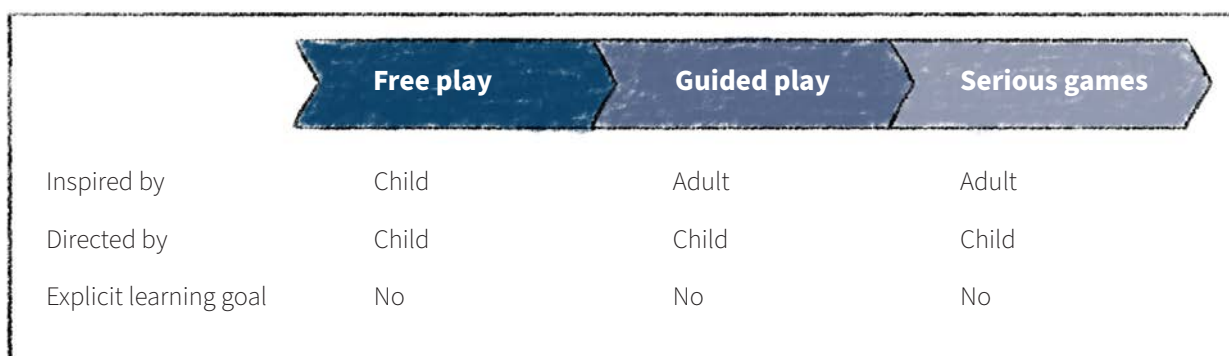 Free play Guided play Serious games
Inspired by Child Adult Adult
Directed by Child Child Child
Explicit learning goal No No No